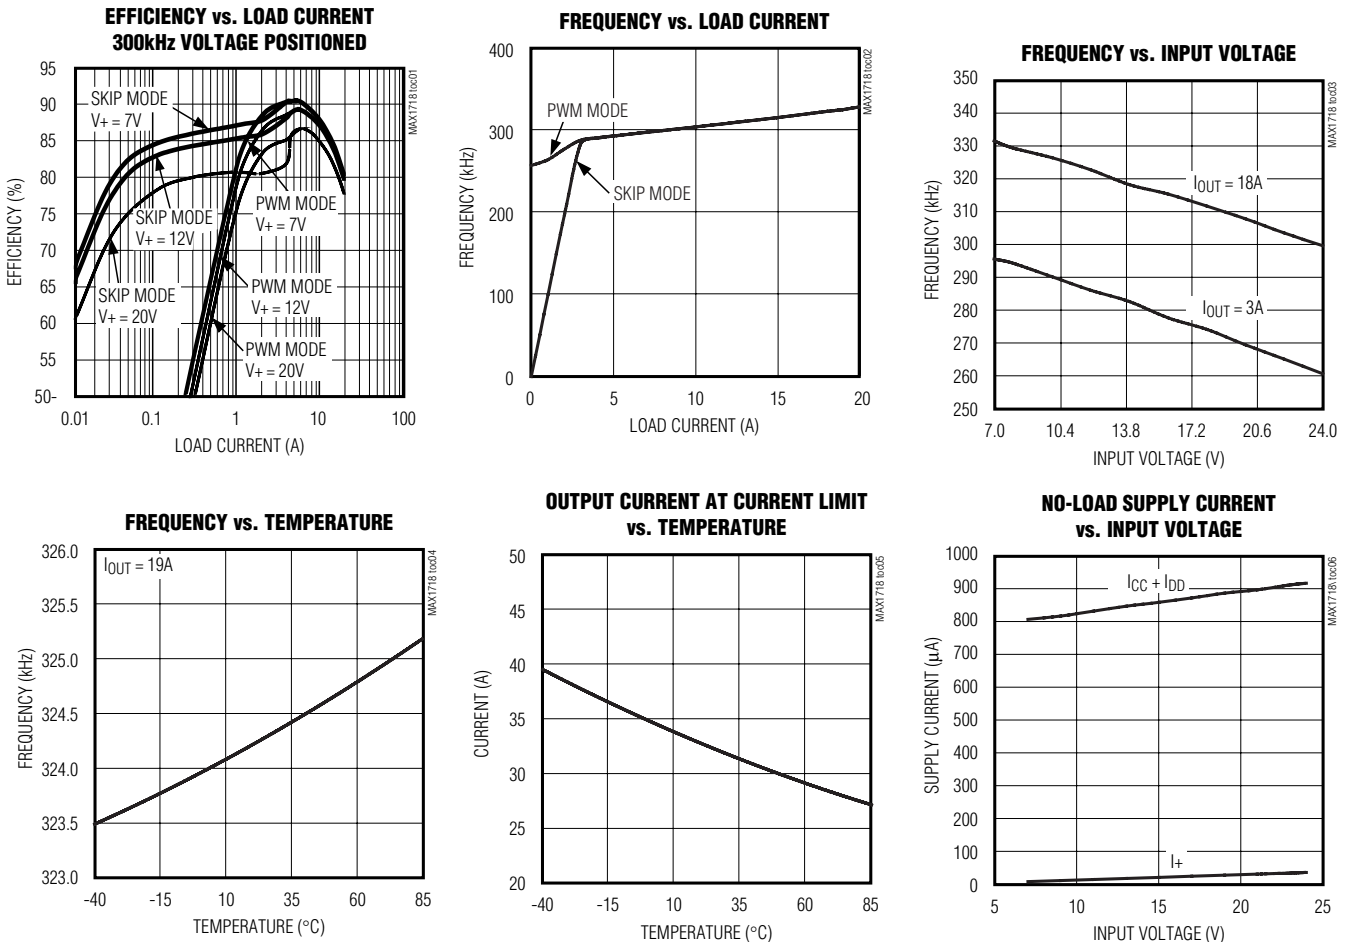 EFFICIENCY vs. LOAD CURRENT
300kHz VOLTAGE POSITIONED
95
90
85
80
75
70
65
60
55
50-
EFFICIENCY (%)
SKIP MODE
V+ = 7V
SKIP MODE
V+ = 12V
SKIP MODE
V+ = 20V
PWM MODE
V+ = 7V
PWM MODE
V+ = 12V
PWM MODE
V+ = 20V
0.01 0.1 1 10 100
LOAD CURRENT (A)
MAX1718 toc01
FREQUENCY vs. LOAD CURRENT
400
300
200
100
0
FREQUENCY (kHz)
PWM MODE
SKIP MODE
0 5 10 15 20
LOAD CURRENT (A)
MAX1718 toc02
FREQUENCY vs. INPUT VOLTAGE
350
340
330
320
310
300
290
280
270
260
250
FREQUENCY (kHz)
IOUT = 18A
IOUT = 3A
7.0 10.4 13.8 17.2 20.6 24.0
INPUT VOLTAGE (V)
MAX1718 toc03
FREQUENCY vs. TEMPERATURE
326.0
325.5
325.0
324.5
324.0
323.5
323.0
FREQUENCY (kHz)
IOUT = 19A
-40 -15 10 35 60 85
TEMPERATURE (°C)
MAX1718 toc04
OUTPUT CURRENT AT CURRENT LIMIT
vs. TEMPERATURE
50
45
40
35
30
25
20
CURRENT (A)
-40 -15 10 35 60 85
TEMPERATURE (°C)
MAX1718 toc05
NO-LOAD SUPPLY CURRENT
vs. INPUT VOLTAGE
1000
900
800
700
600
500
400
300
200
100
0
SUPPLY CURRENT (µA)
ICC + IDD
I+
5 10 15 20 25
INPUT VOLTAGE (V)
MAX1718\toc06